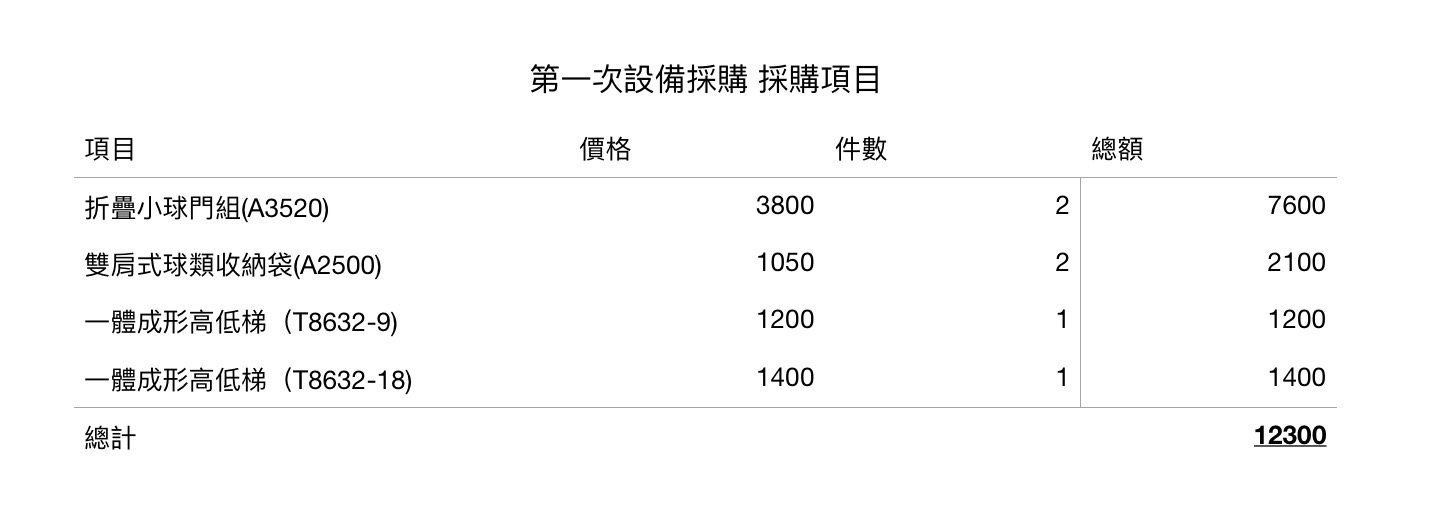 第一次設備採購 採購項目
項目 價格 件數 總額
折疊小球門組(A3520) 3800 2 7600
雙肩式球類收納袋(A2500) 1050 2 2100
一體成形高低梯（T8632-9) 1200 1 1200
一體成形高低梯（T8632-18) 1400 1 1400
總計 12300